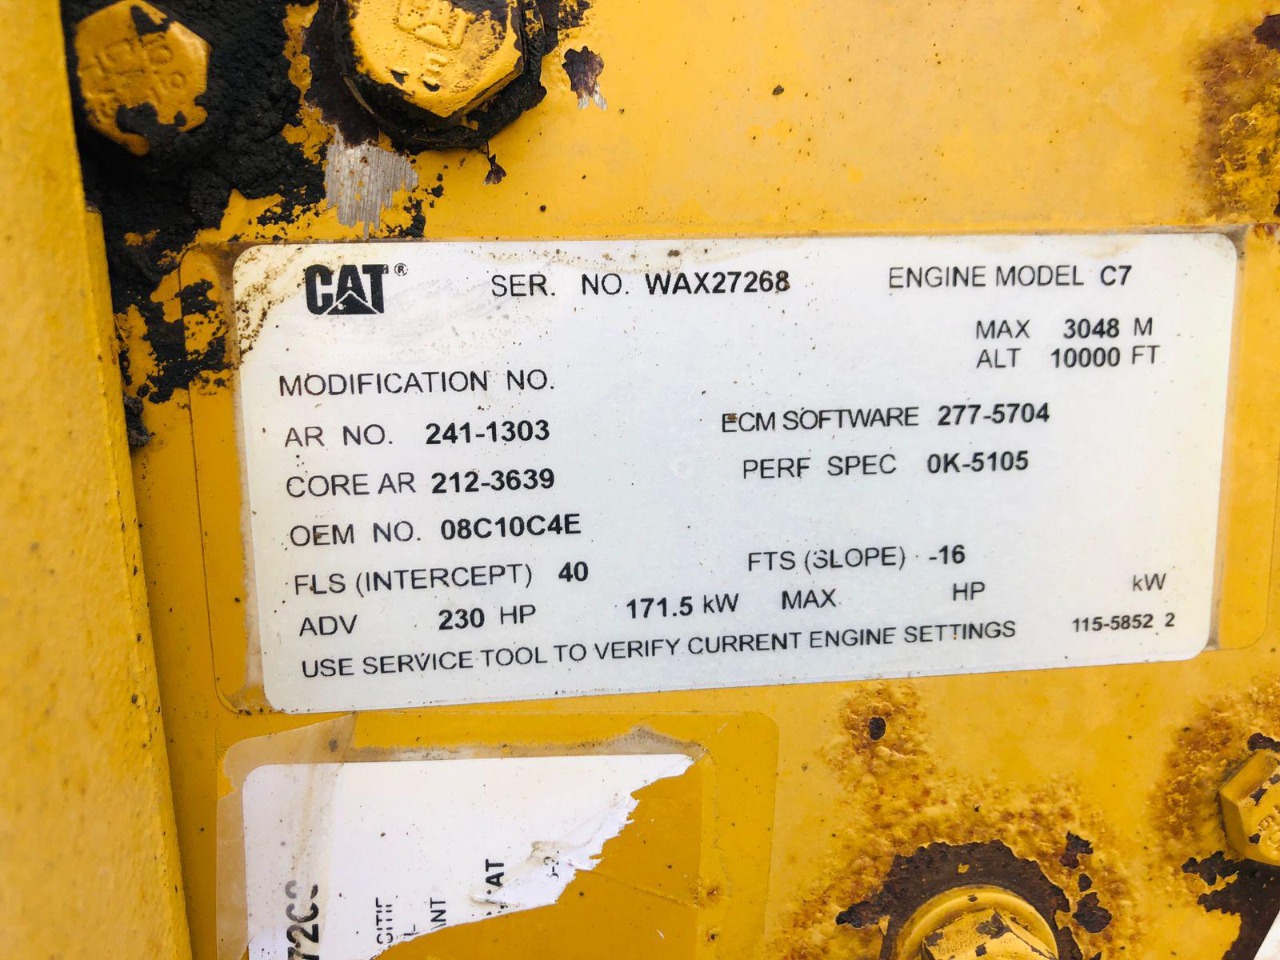 CAT® SER. NO. WAX27268 ENGINE MODEL C7
MAX 3048 M
ALT 10000 FT
MODIFICATION NO.
AR NO. 241-1303 ECM SOFTWARE 277-5704
CORE AR 212-3639 PERF SPEC 0K-5105
OEM NO. 08C10C4E
FLS (INTERCEPT) 40 FTS (SLOPE) -16
ADV 230 HP 171.5 kW MAX HP kW
USE SERVICE TOOL TO VERIFY CURRENT ENGINE SETTINGS 115-5852 2